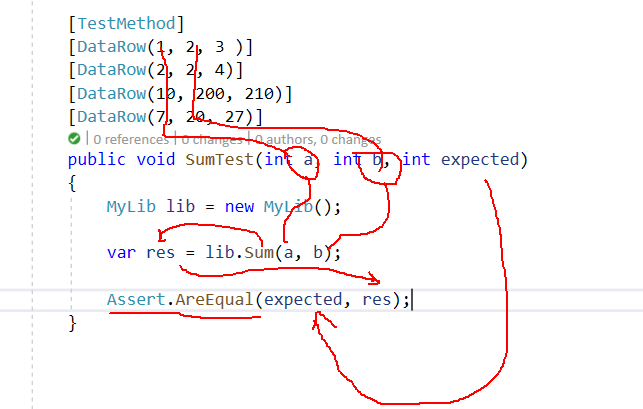 [TestMethod]
[DataRow(1, 2, 3 )]
[DataRow(2, 2, 4)]
[DataRow(10, 200, 210)]
[DataRow(7, 20, 27)]
| 0 references | 0 changes | 0 authors, 0 changes
public void SumTest(int a, int b, int expected)
{
MyLib lib = new MyLib();
var res = lib.Sum(a, b);
Assert.AreEqual(expected, res);
}